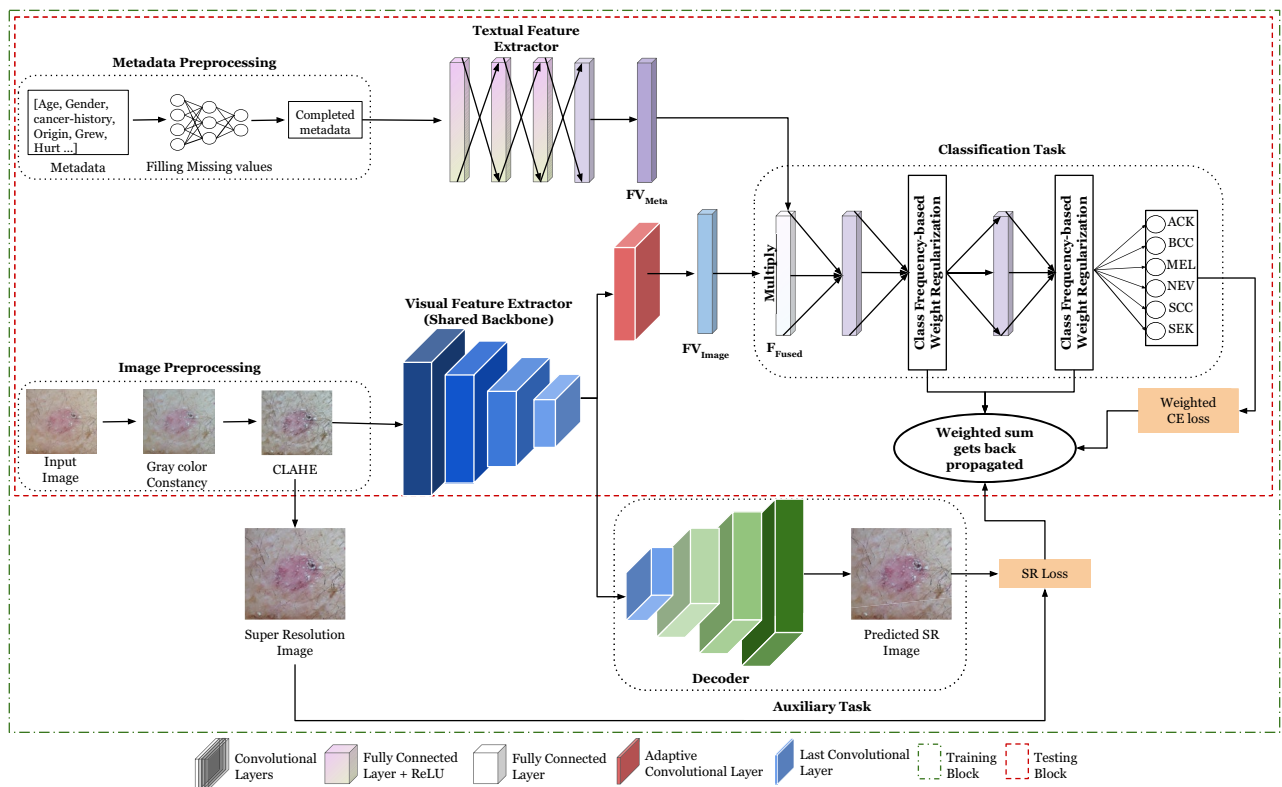 Textual Feature
Extractor
Metadata Preprocessing
[Age, Gender,
cancer-history,
Origin, Grew,
Hurt ...]
Completed
metadata
Metadata
Filling Missing values
FV_Meta
Classification Task
Multiply
Class Frequency-based
Weight Regularization
Class Frequency-based
Weight Regularization
ACK
BCC
MEL
NEV
SCC
SEK
Visual Feature Extractor
(Shared Backbone)
FV_Image
F_Fused
Image Preprocessing
Input
Image
Gray color
Constancy
CLAHE
Weighted
CE loss
Weighted sum
gets back
propagated
Super Resolution
Image
Predicted SR
Image
SR Loss
Decoder
Auxiliary Task
Convolutional
Layers
Fully Connected
Layer + ReLU
Fully Connected
Layer
Adaptive
Convolutional Layer
Last Convolutional
Layer
Training
Block
Testing
Block